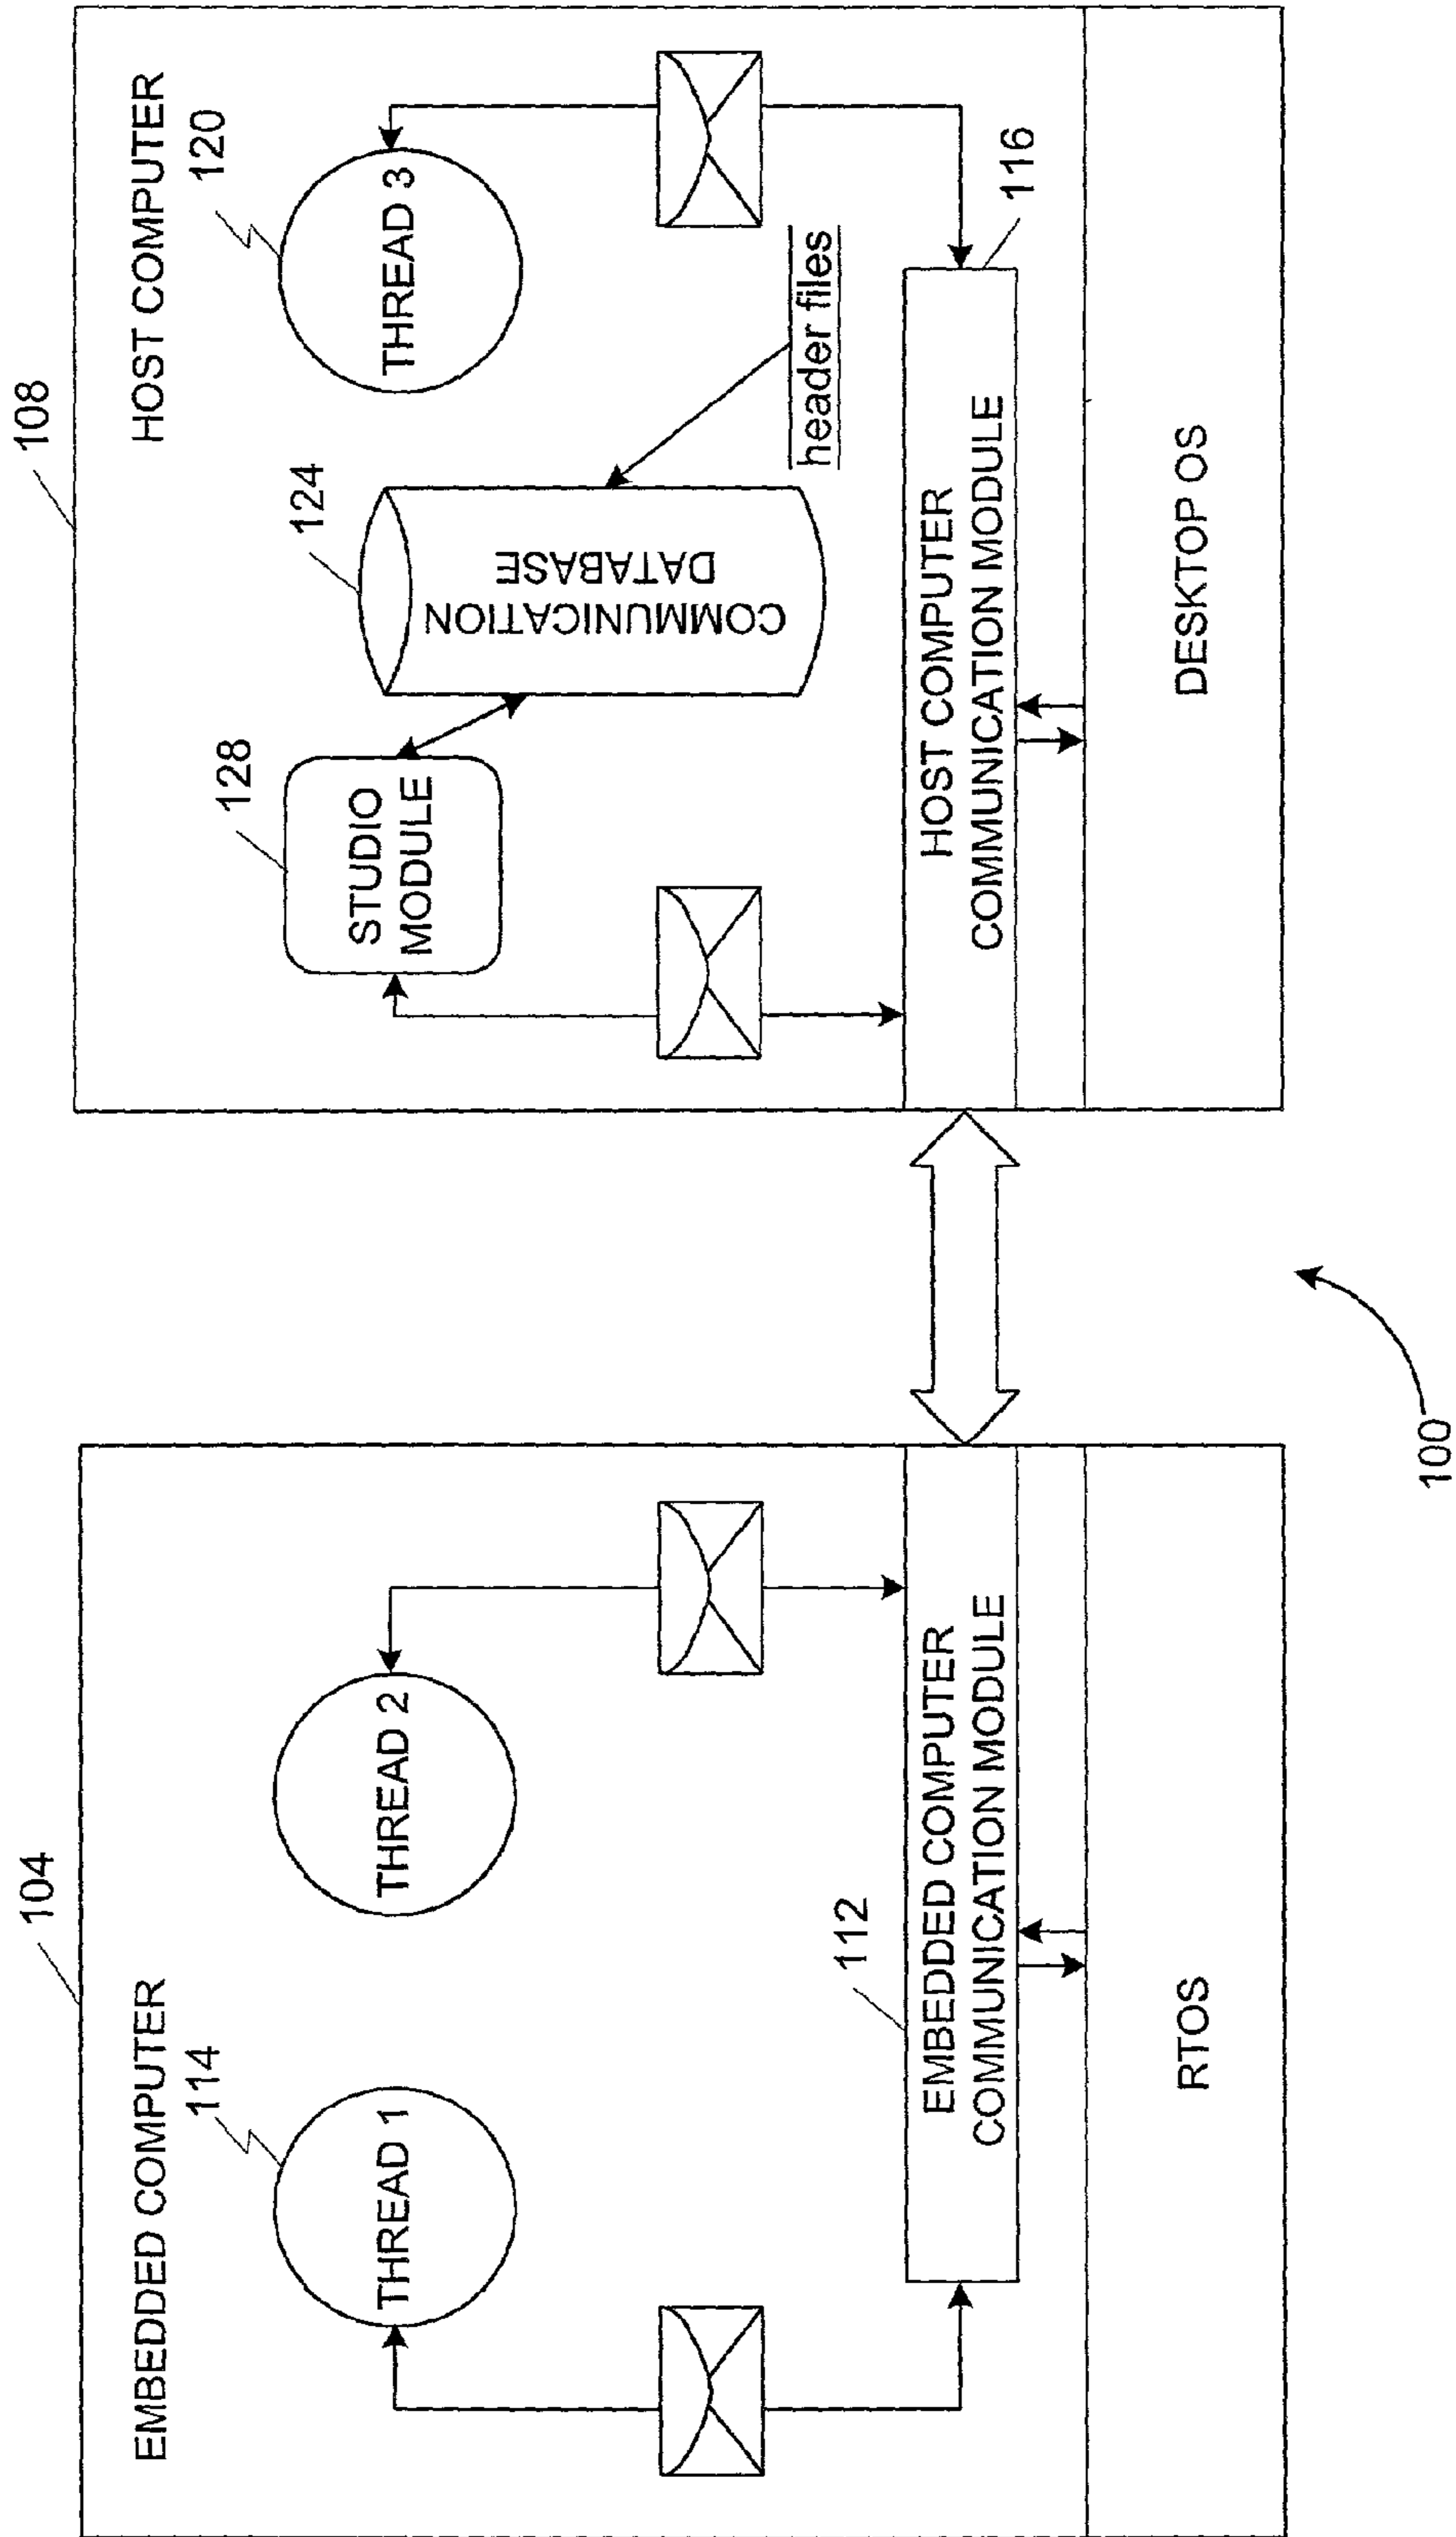 104
EMBEDDED COMPUTER
114
THREAD 1
THREAD 2
112
EMBEDDED COMPUTER
COMMUNICATION MODULE
RTOS
108
HOST COMPUTER
128
STUDIO
MODULE
124
COMMUNICATION
DATABASE
120
THREAD 3
header files
116
HOST COMPUTER
COMMUNICATION MODULE
DESKTOP OS
100